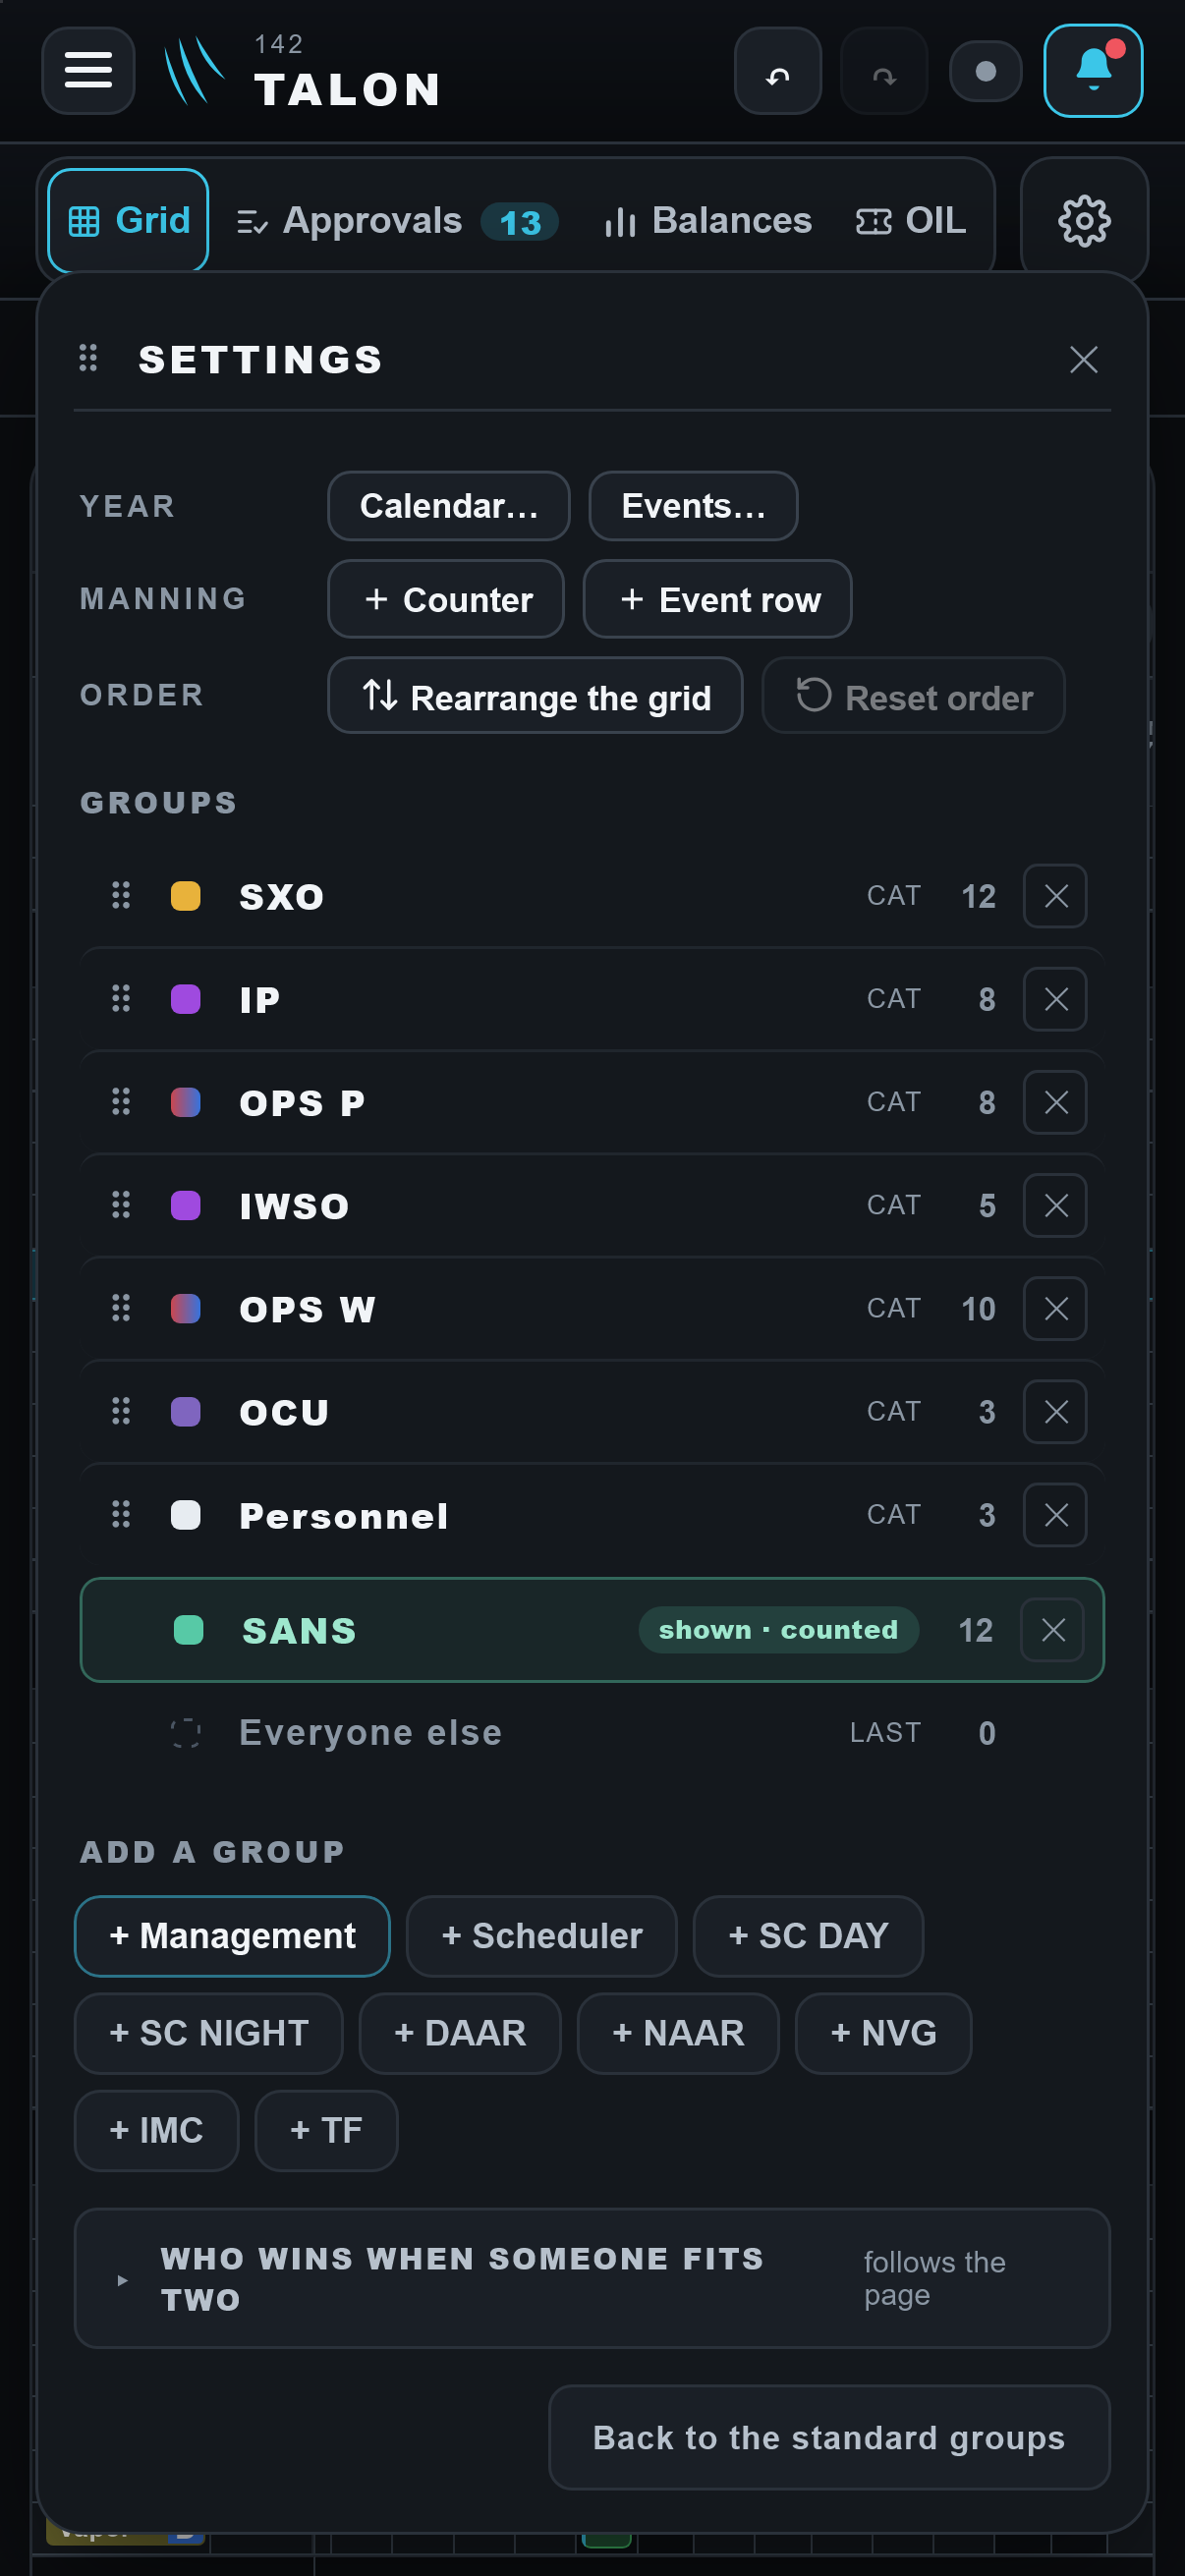 142
TALON
Grid Approvals 13 Balances OIL
SETTINGS
YEAR Calendar... Events...
MANNING + Counter + Event row
ORDER Rearrange the grid Reset order
GROUPS
SXO CAT 12
IP CAT 8
OPS P CAT 8
IWSO CAT 5
OPS W CAT 10
OCU CAT 3
Personnel CAT 3
SANS shown · counted 12
Everyone else LAST 0
ADD A GROUP
+ Management + Scheduler + SC DAY
+ SC NIGHT + DAAR + NAAR + NVG
+ IMC + TF
WHO WINS WHEN SOMEONE FITS
TWO
follows the
page
Back to the standard groups